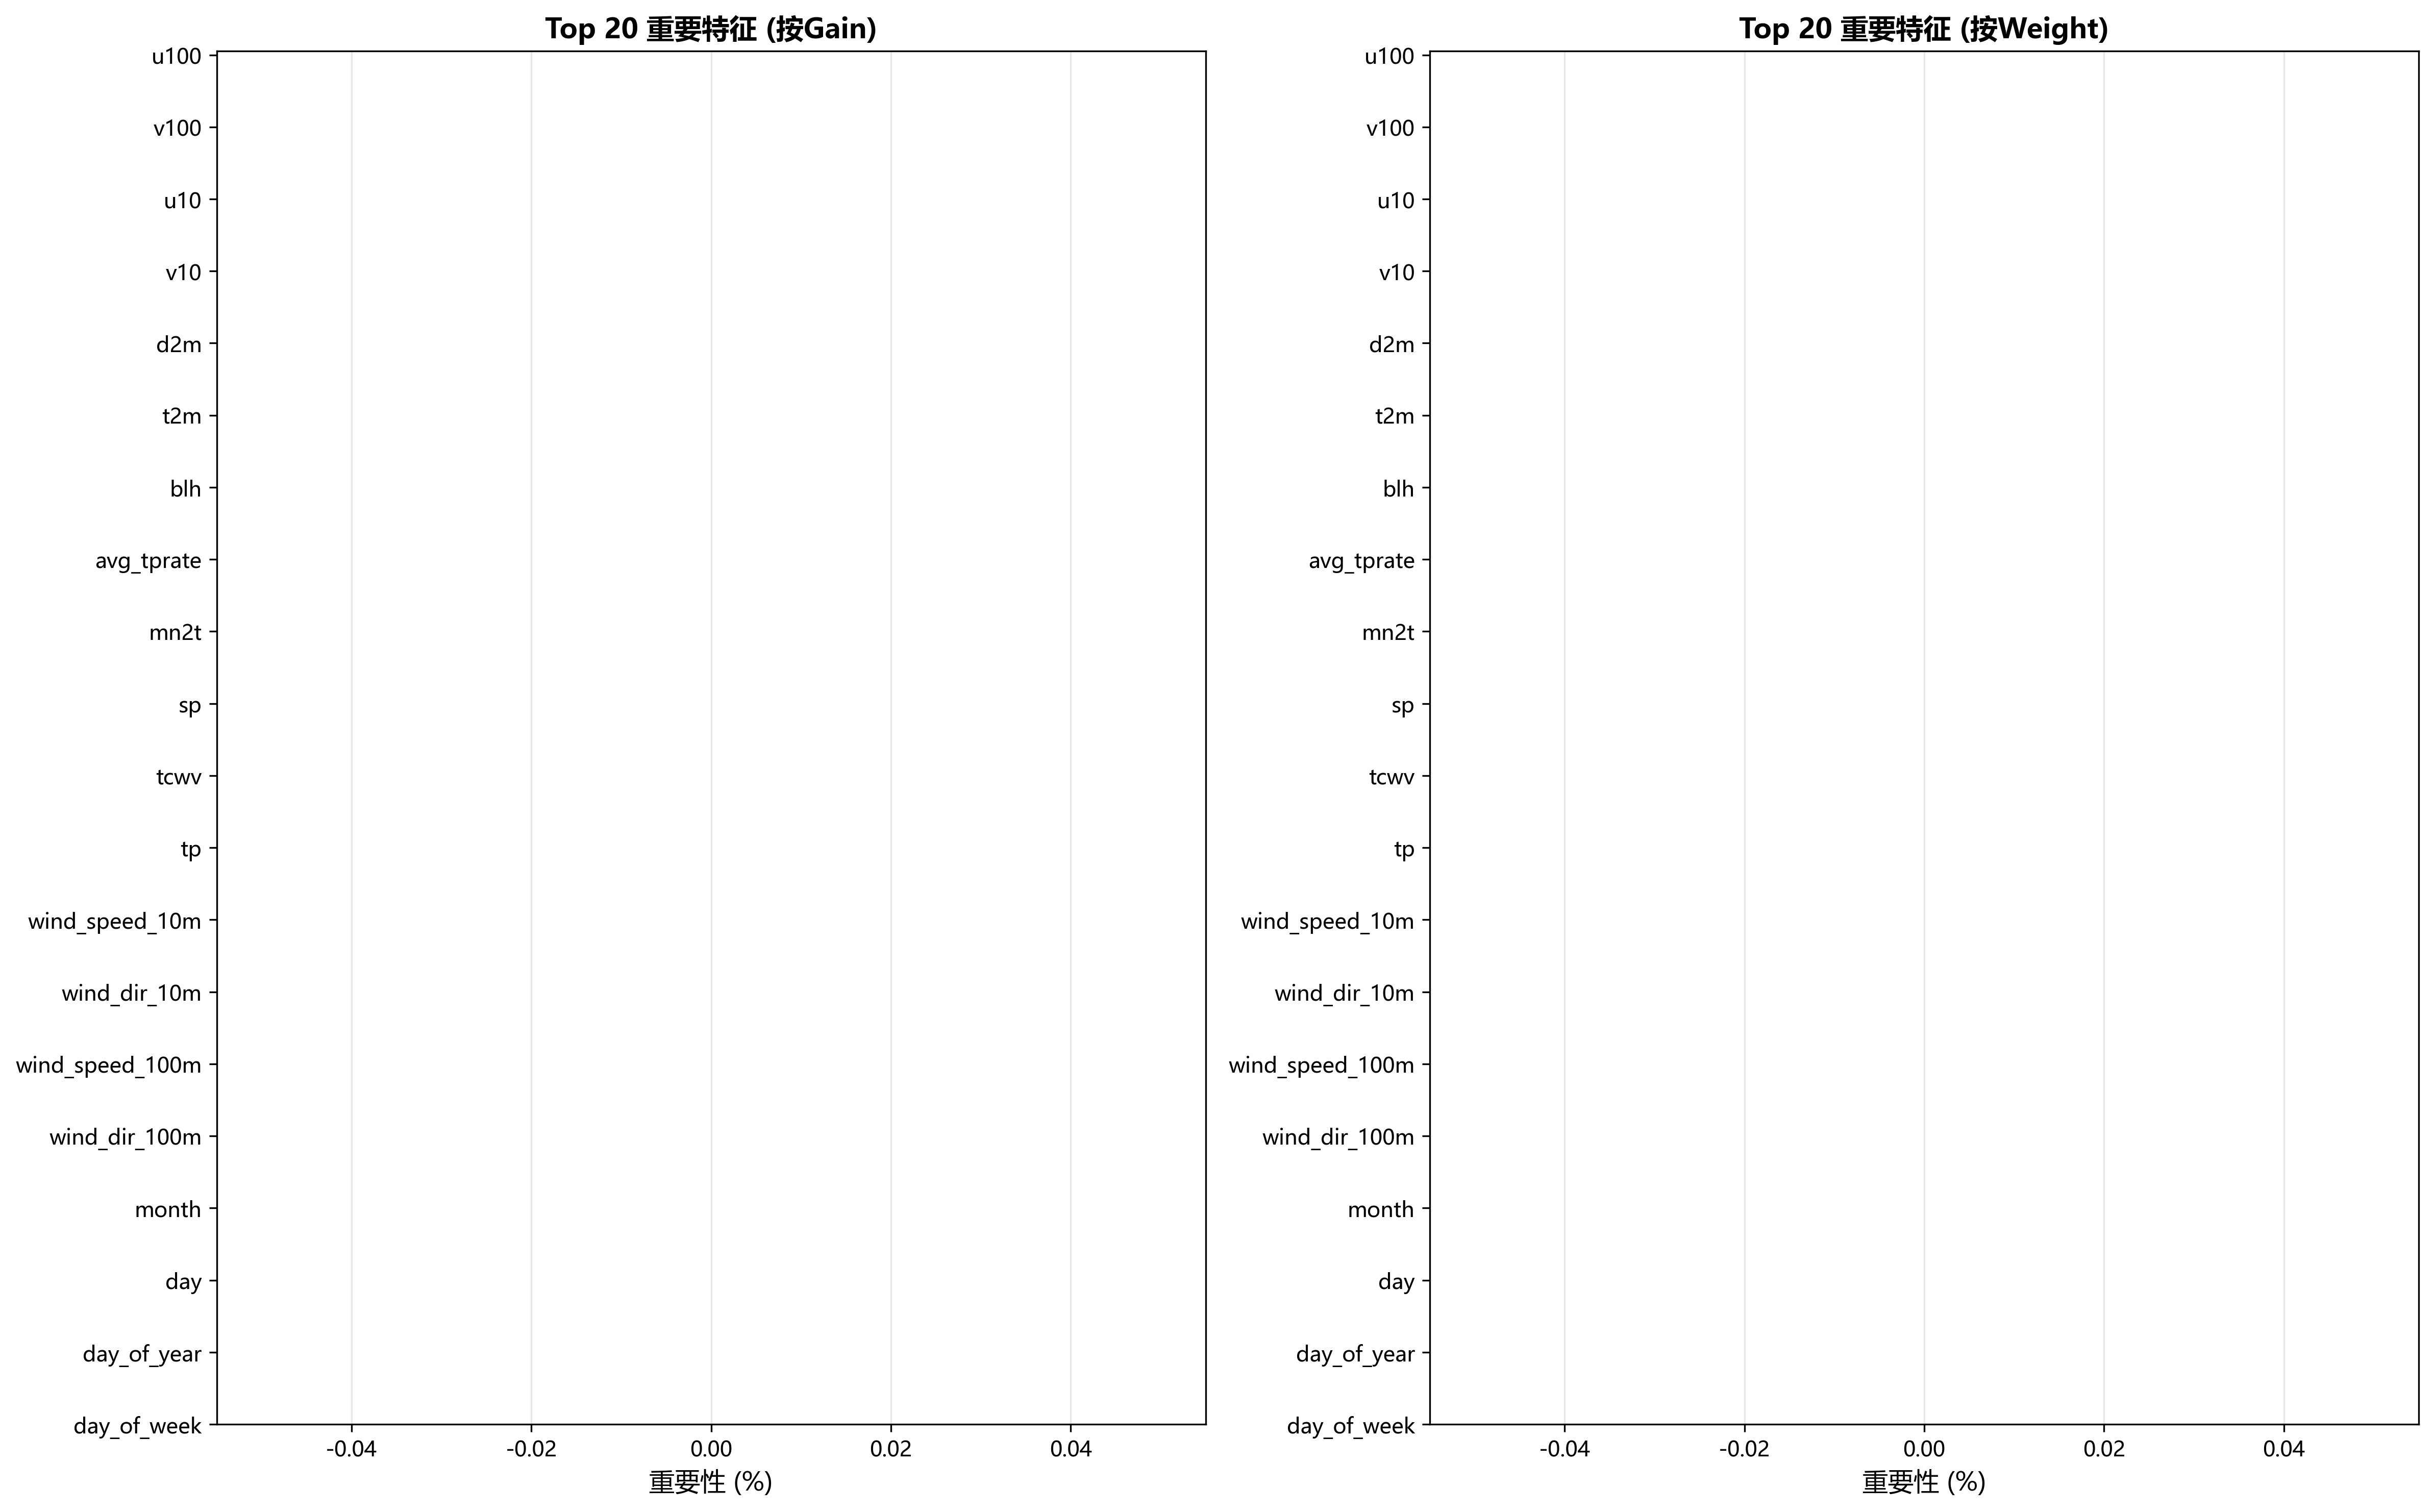 Top 20 重要特征 (按Gain)
u100
v100
u10
v10
d2m
t2m
blh
avg_tprate
mn2t
sp
tcwv
tp
wind_speed_10m
wind_dir_10m
wind_speed_100m
wind_dir_100m
month
day
day_of_year
day_of_week
-0.04 -0.02 0.00 0.02 0.04
重要性 (%)
Top 20 重要特征 (按Weight)
u100
v100
u10
v10
d2m
t2m
blh
avg_tprate
mn2t
sp
tcwv
tp
wind_speed_10m
wind_dir_10m
wind_speed_100m
wind_dir_100m
month
day
day_of_year
day_of_week
-0.04 -0.02 0.00 0.02 0.04
重要性 (%)